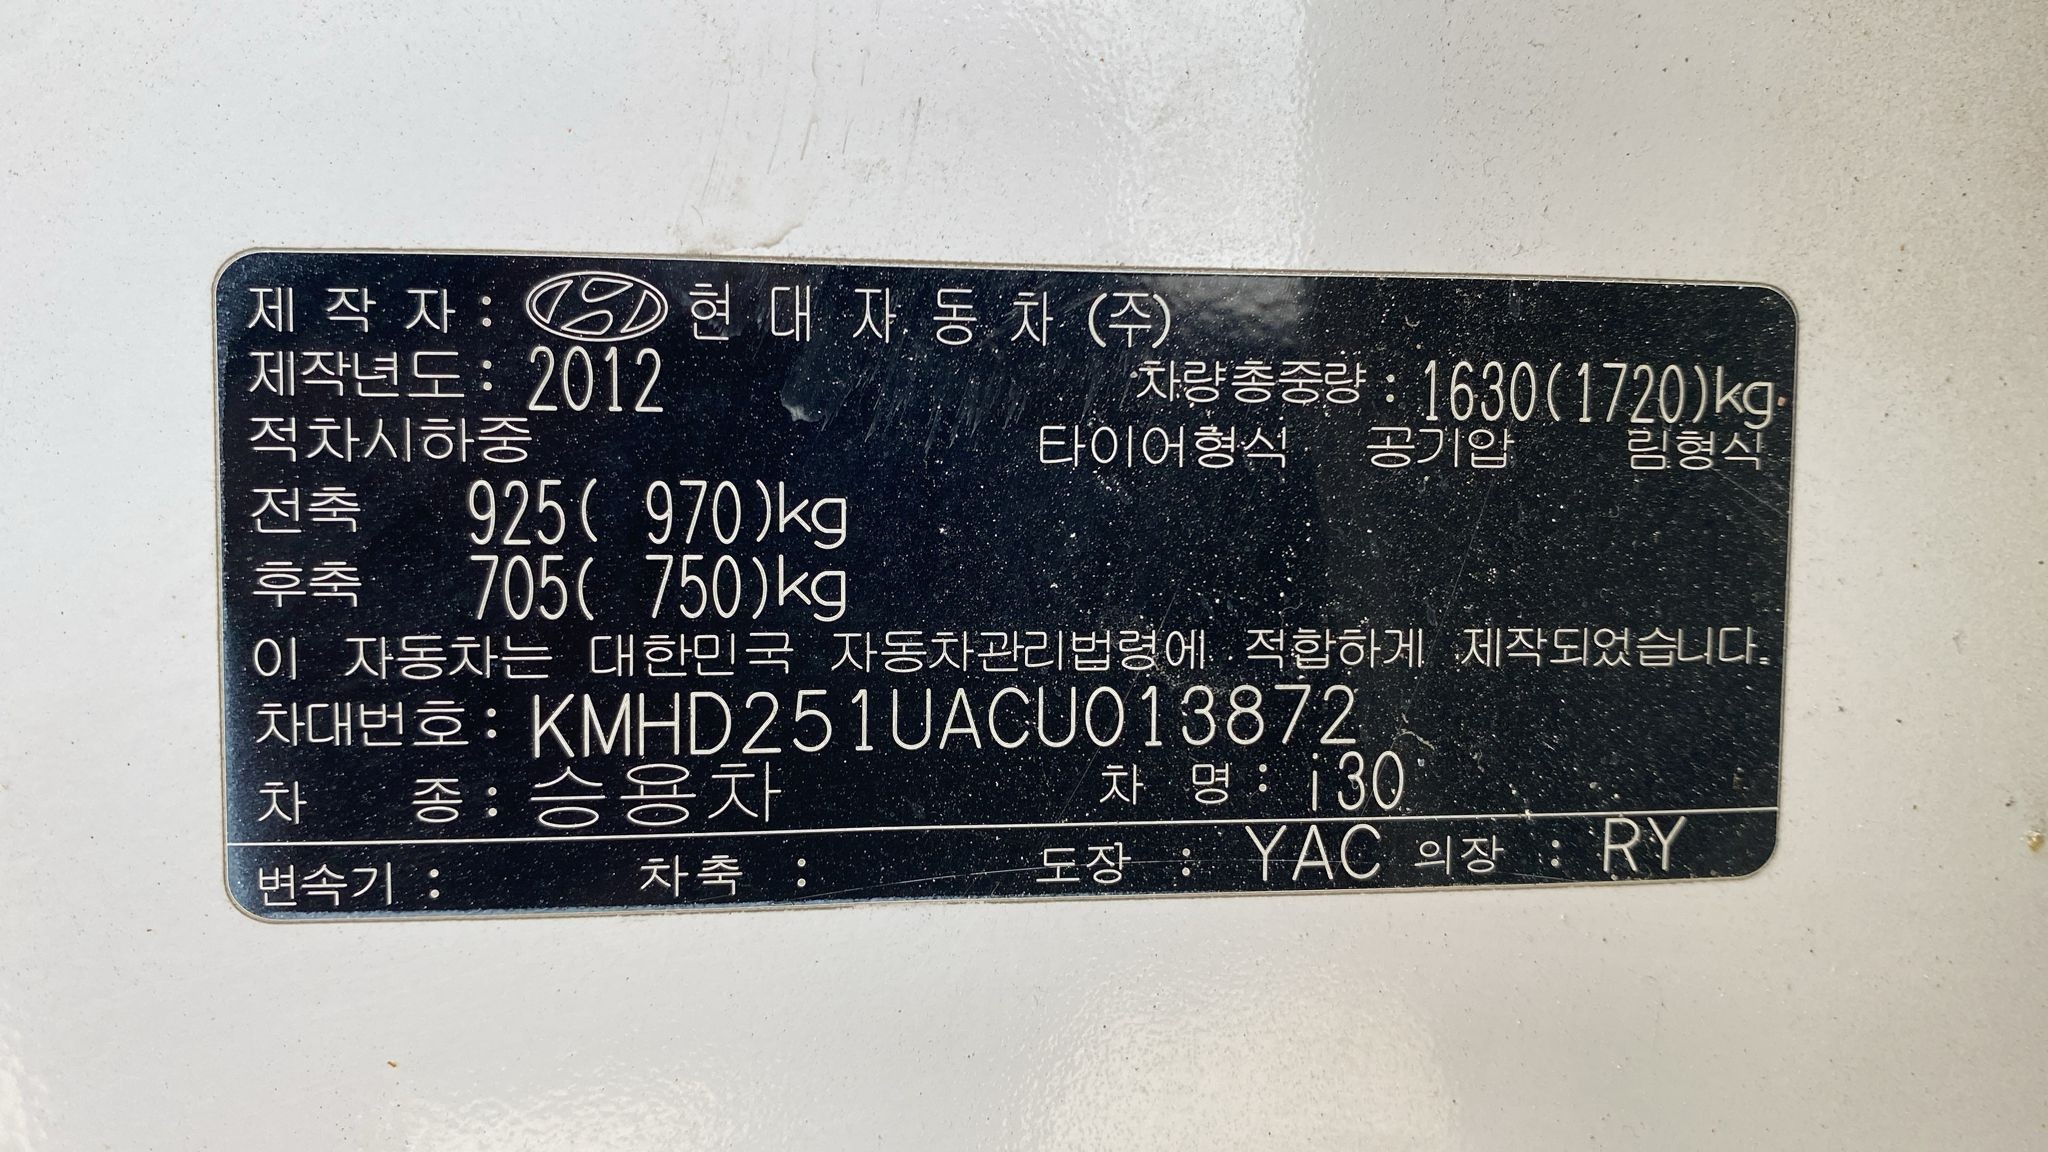 제 작 자 : 현 대 자 동 차 (주)
제작년도 : 2012 차량총중량 : 1630(1720)kg
적차시하중 타이어형식 공기압 림형식
전축 925( 970)kg
후축 705( 750)kg
이 자동차는 대한민국 자동차관리법령에 적합하게 제작되었습니다.
차대번호 : KMHD251UACU013872
차 종 : 승용차 차 명 : i30
변속기 : 차축 : 도장 : YAC 의장 : RY